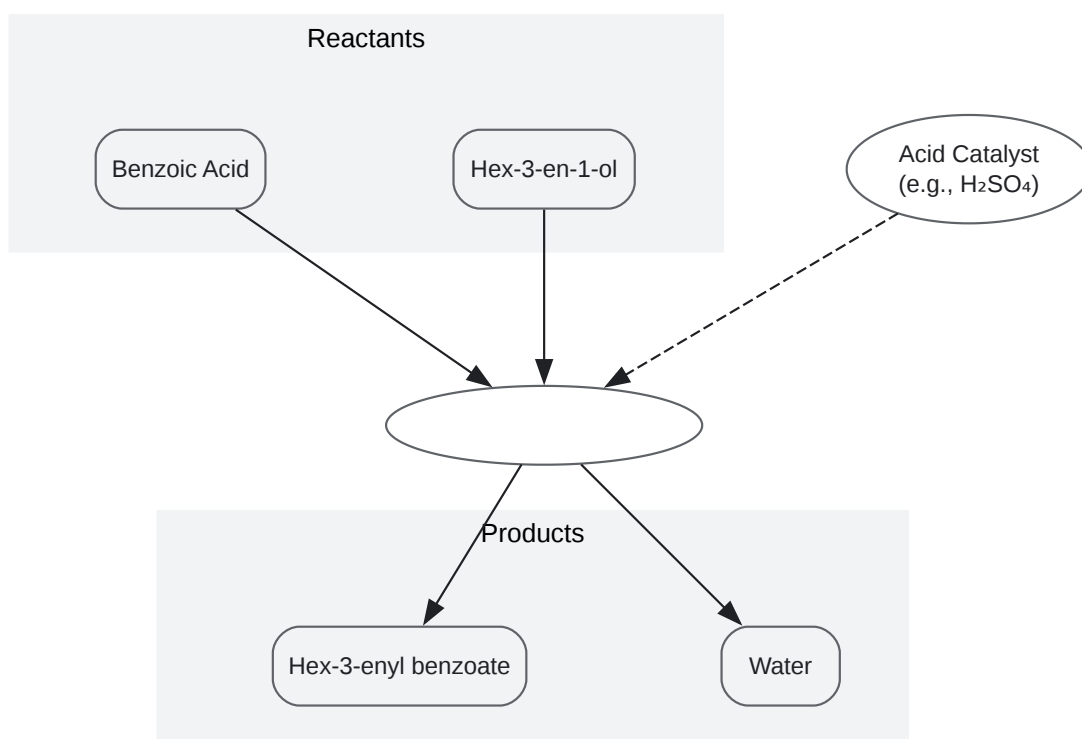 Reactants
Benzoic Acid
Hex-3-en-1-ol
Acid Catalyst
(e.g., H₂SO₄)
Products
Hex-3-enyl benzoate
Water